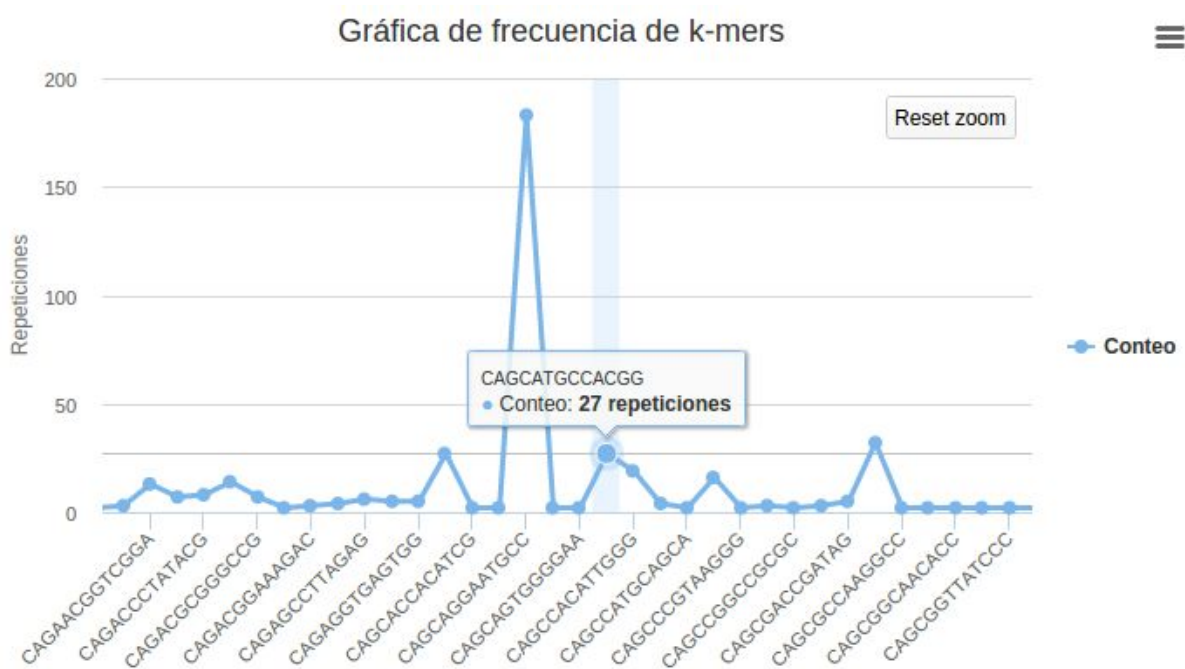 Gráfica de frecuencia de k-mers
200
Reset zoom
150
Repeticiones
100
Conteo
CAGCATGCCACGG
Conteo: 27 repeticiones
50
0
CAGAACGGTCGGA
CAGACCCTATACG
CAGACGCGGGCCG
CAGACGGAAAGAC
CAGAGCCTTAGAG
CAGAGGTGAGTGG
CAGCACCACATCG
CAGCAGGAATGCC
CAGCAGTGGGGAA
CAGCCACATTGGG
CAGCCATGCAGCA
CAGCCCGTAAGGG
CAGCCGGCCGCGC
CAGCGACCGATAG
CAGCGCCAAGGCC
CAGCGGCAACACC
CAGCGGTTATCCC